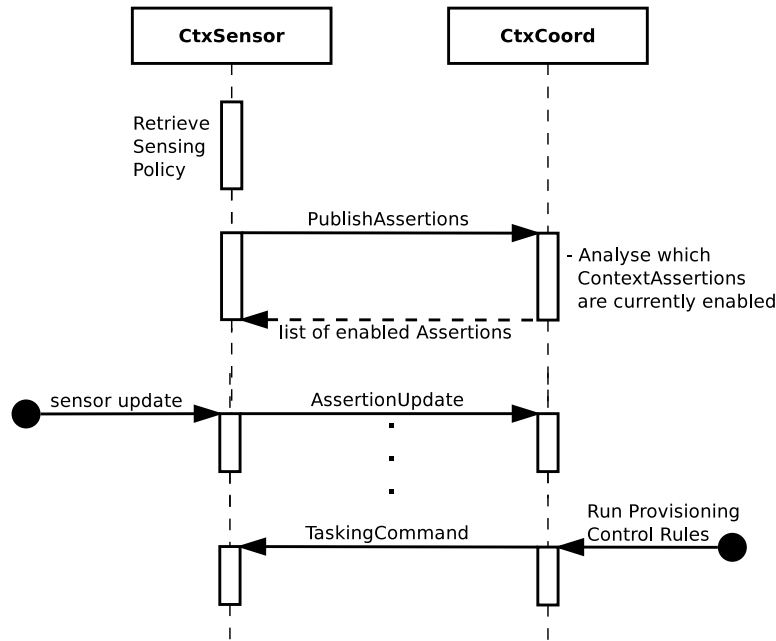 CtxSensor
CtxCoord
Retrieve
Sensing
Policy
PublishAssertions
- Analyse which
ContextAssertions
are currently enabled
list of enabled Assertions
sensor update
AssertionUpdate
Run Provisioning
Control Rules
TaskingCommand